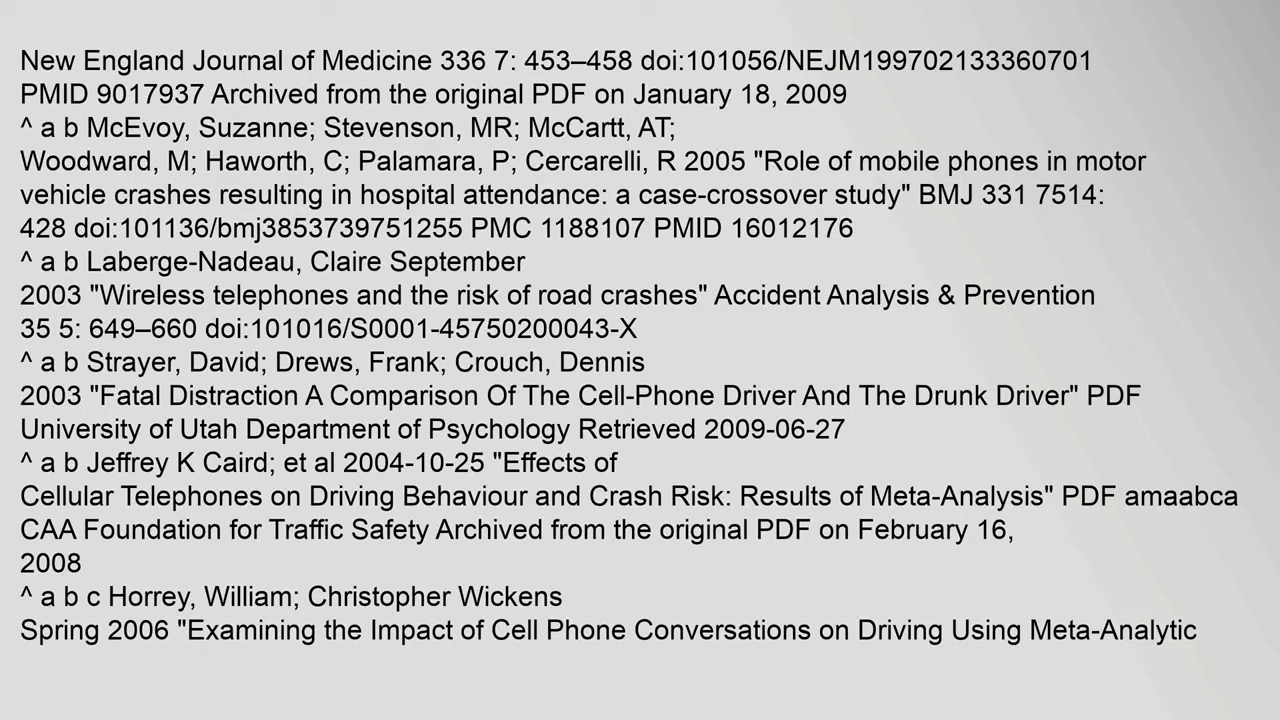 New England Journal of Medicine 336 7: 453–458 doi:101056/NEJM199702133360701
PMID 9017937 Archived from the original PDF on January 18, 2009
^ a b McEvoy, Suzanne; Stevenson, MR; McCartt, AT;
Woodward, M; Haworth, C; Palamara, P; Cercarelli, R 2005 "Role of mobile phones in motor
vehicle crashes resulting in hospital attendance: a case-crossover study" BMJ 331 7514:
428 doi:101136/bmj3853739751255 PMC 1188107 PMID 16012176
^ a b Laberge-Nadeau, Claire September
2003 "Wireless telephones and the risk of road crashes" Accident Analysis & Prevention
35 5: 649–660 doi:101016/S0001-45750200043-X
^ a b Strayer, David; Drews, Frank; Crouch, Dennis
2003 "Fatal Distraction A Comparison Of The Cell-Phone Driver And The Drunk Driver" PDF
University of Utah Department of Psychology Retrieved 2009-06-27
^ a b Jeffrey K Caird; et al 2004-10-25 "Effects of
Cellular Telephones on Driving Behaviour and Crash Risk: Results of Meta-Analysis" PDF amaabca
CAA Foundation for Traffic Safety Archived from the original PDF on February 16,
2008
^ a b c Horrey, William; Christopher Wickens
Spring 2006 "Examining the Impact of Cell Phone Conversations on Driving Using Meta-Analytic